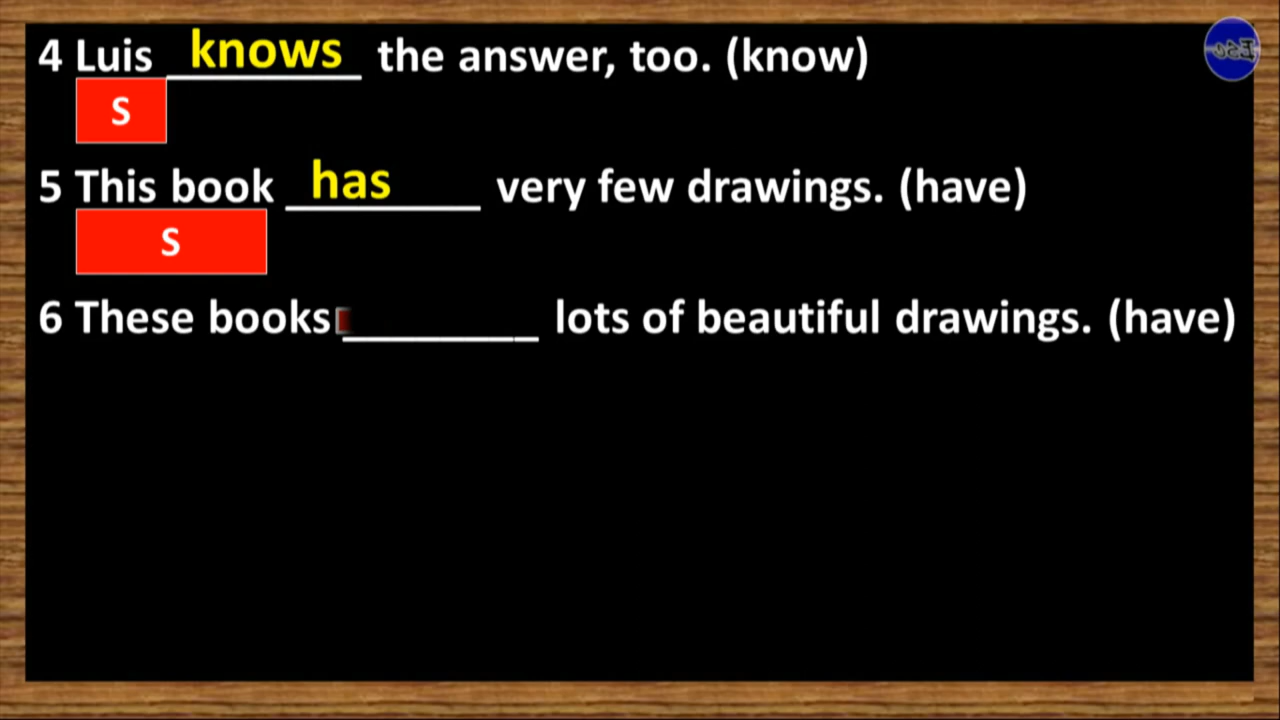 4 Luis knows the answer, too. (know)
S
5 This book has very few drawings. (have)
S
6 These books ________ lots of beautiful drawings. (have)